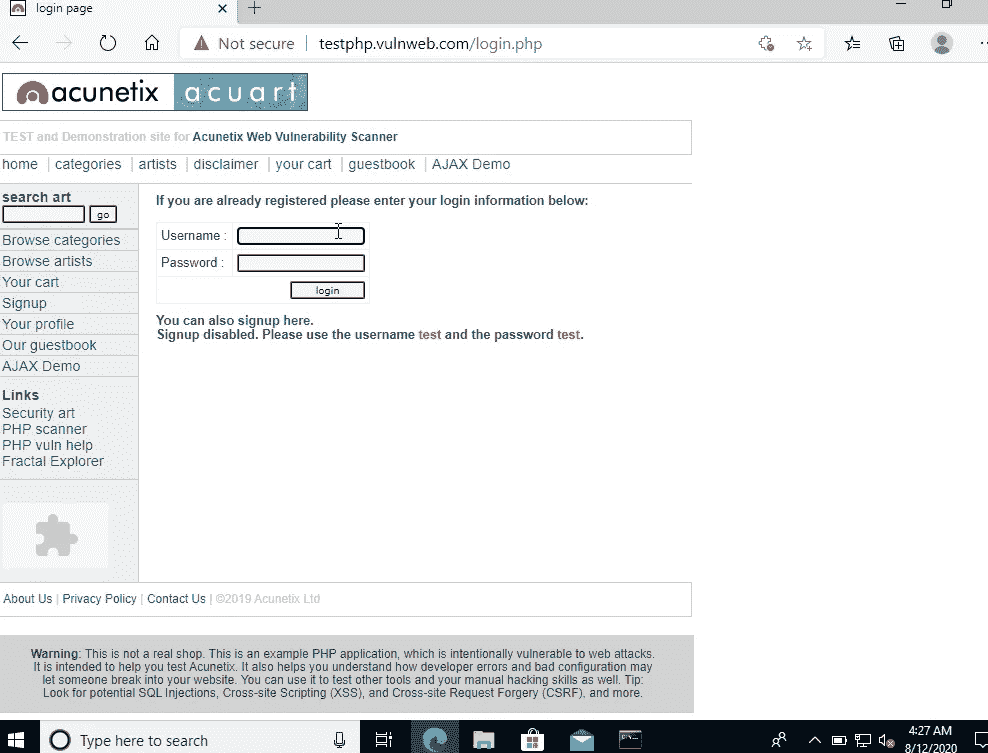 login page
Not secure
testphp.vulnweb.com/login.php
acunetix acuart
TEST and Demonstration site for Acunetix Web Vulnerability Scanner
home | categories | artists | disclaimer | your cart | guestbook | AJAX Demo
search art
go
Browse categories
Browse artists
Your cart
Signup
Your profile
Our guestbook
AJAX Demo
Links
Security art
PHP scanner
PHP vuln help
Fractal Explorer
If you are already registered please enter your login information below:
Username :
Password :
login
You can also signup here.
Signup disabled. Please use the username test and the password test.
About Us | Privacy Policy | Contact Us | ©2019 Acunetix Ltd
Warning: This is not a real shop. This is an example PHP application, which is intentionally vulnerable to web attacks.
It is intended to help you test Acunetix. It also helps you understand how developer errors and bad configuration may
let someone break into your website. You can use it to test other tools and your manual hacking skills as well. Tip:
Look for potential SQL Injections, Cross-site Scripting (XSS), and Cross-site Request Forgery (CSRF), and more.
Type here to search
4:27 AM
8/12/2020